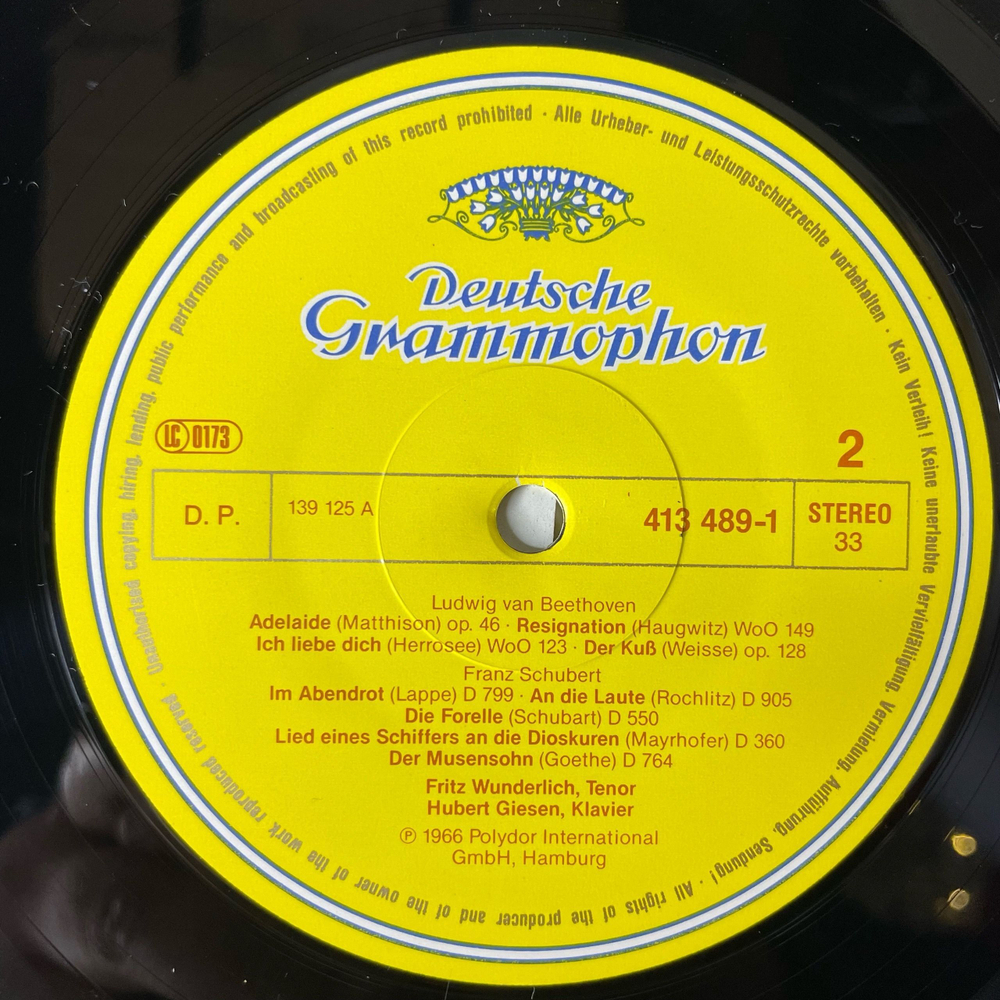 Unauthorised copying, hiring, lending, public performance and broadcasting of this record prohibited · Alle Urheber- und Leistungsschutzrechte vorbehalten · Kein Verleih! Keine unerlaubte Vervielfältigung, Vermietung, Aufführung, Sendung! · All rights of the producer and of the owner of the work reproduced reserved ·
Deutsche
Grammophon
LC 0173
2
D. P.
139 125 A
413 489-1
STEREO
33
Ludwig van Beethoven
Adelaide (Matthison) op. 46 · Resignation (Haugwitz) WoO 149
Ich liebe dich (Herrosee) WoO 123 · Der Kuß (Weisse) op. 128
Franz Schubert
Im Abendrot (Lappe) D 799 · An die Laute (Rochlitz) D 905
Die Forelle (Schubart) D 550
Lied eines Schiffers an die Dioskuren (Mayrhofer) D 360
Der Musensohn (Goethe) D 764
Fritz Wunderlich, Tenor
Hubert Giesen, Klavier
℗ 1966 Polydor International
GmbH, Hamburg